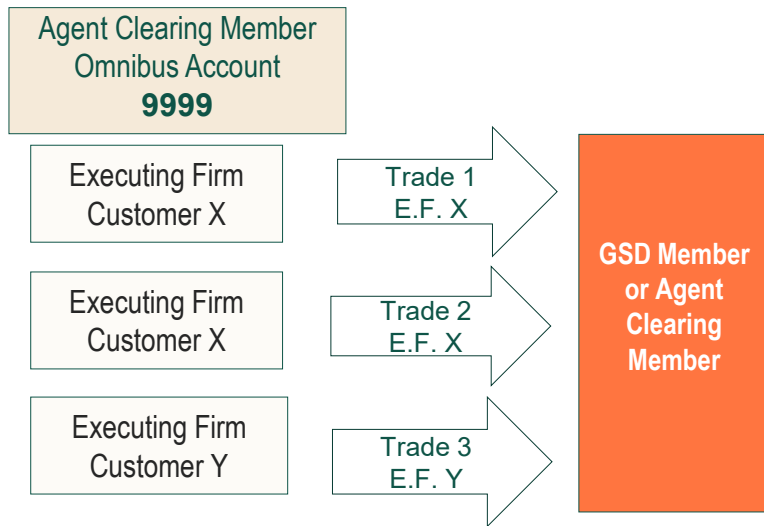 Agent Clearing Member
Omnibus Account
9999
Executing Firm
Customer X
Trade 1
E.F. X
Executing Firm
Customer X
Trade 2
E.F. X
Executing Firm
Customer Y
Trade 3
E.F. Y
GSD Member
or Agent
Clearing
Member